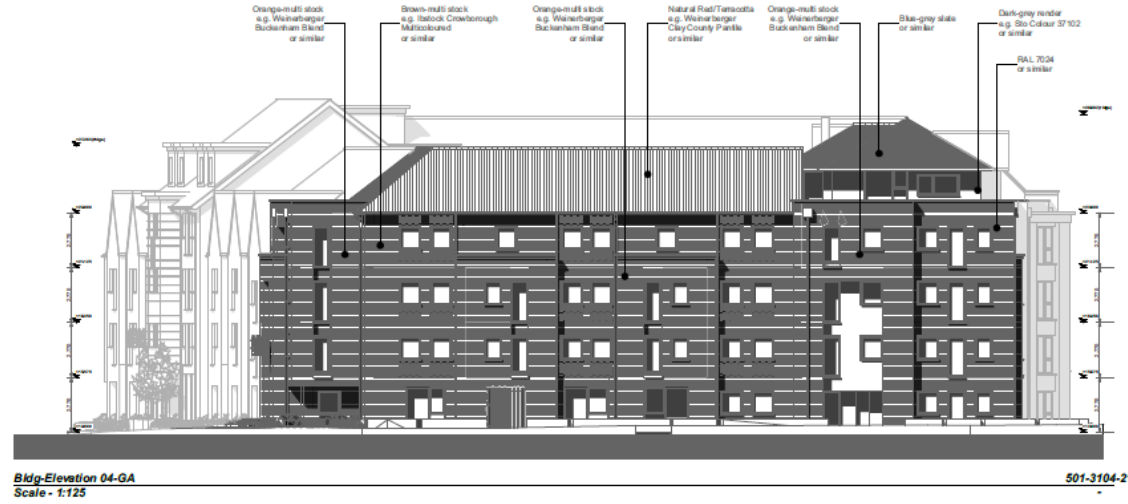 Orange-multi stock
e.g. Weinerberger
Buckenham Blend
or similar
Brown-multi stock
e.g. Ibstock Crowborough
Multicoloured
or similar
Orange-multi stock
e.g. Weinerberger
Buckenham Blend
or similar
Natural Red/Terracotta
e.g. Weinerberger
Clay County Pantile
or similar
Orange-multi stock
e.g. Weinerberger
Buckenham Blend
or similar
Blue-grey slate
or similar
Dark-grey render
e.g. Sto Colour 37102
or similar
RAL 7024
or similar
Bldg-Elevation 04-GA
501-3104-2
Scale - 1:125
-